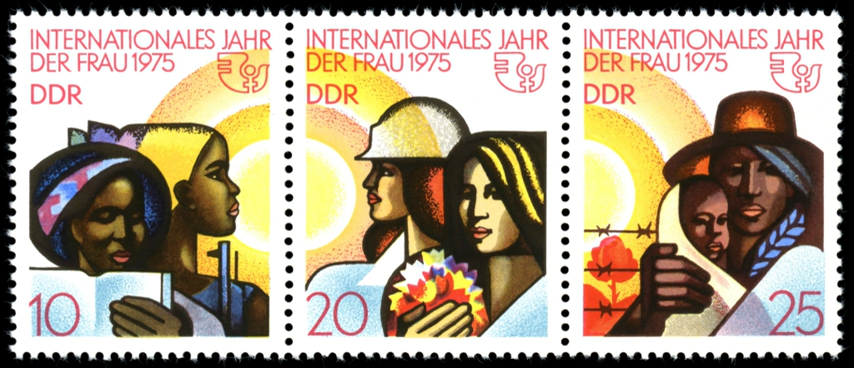 INTERNATIONALES JAHR
DER FRAU 1975
DDR
10
INTERNATIONALES JAHR
DER FRAU 1975
DDR
20
INTERNATIONALES JAHR
DER FRAU 1975
DDR
25